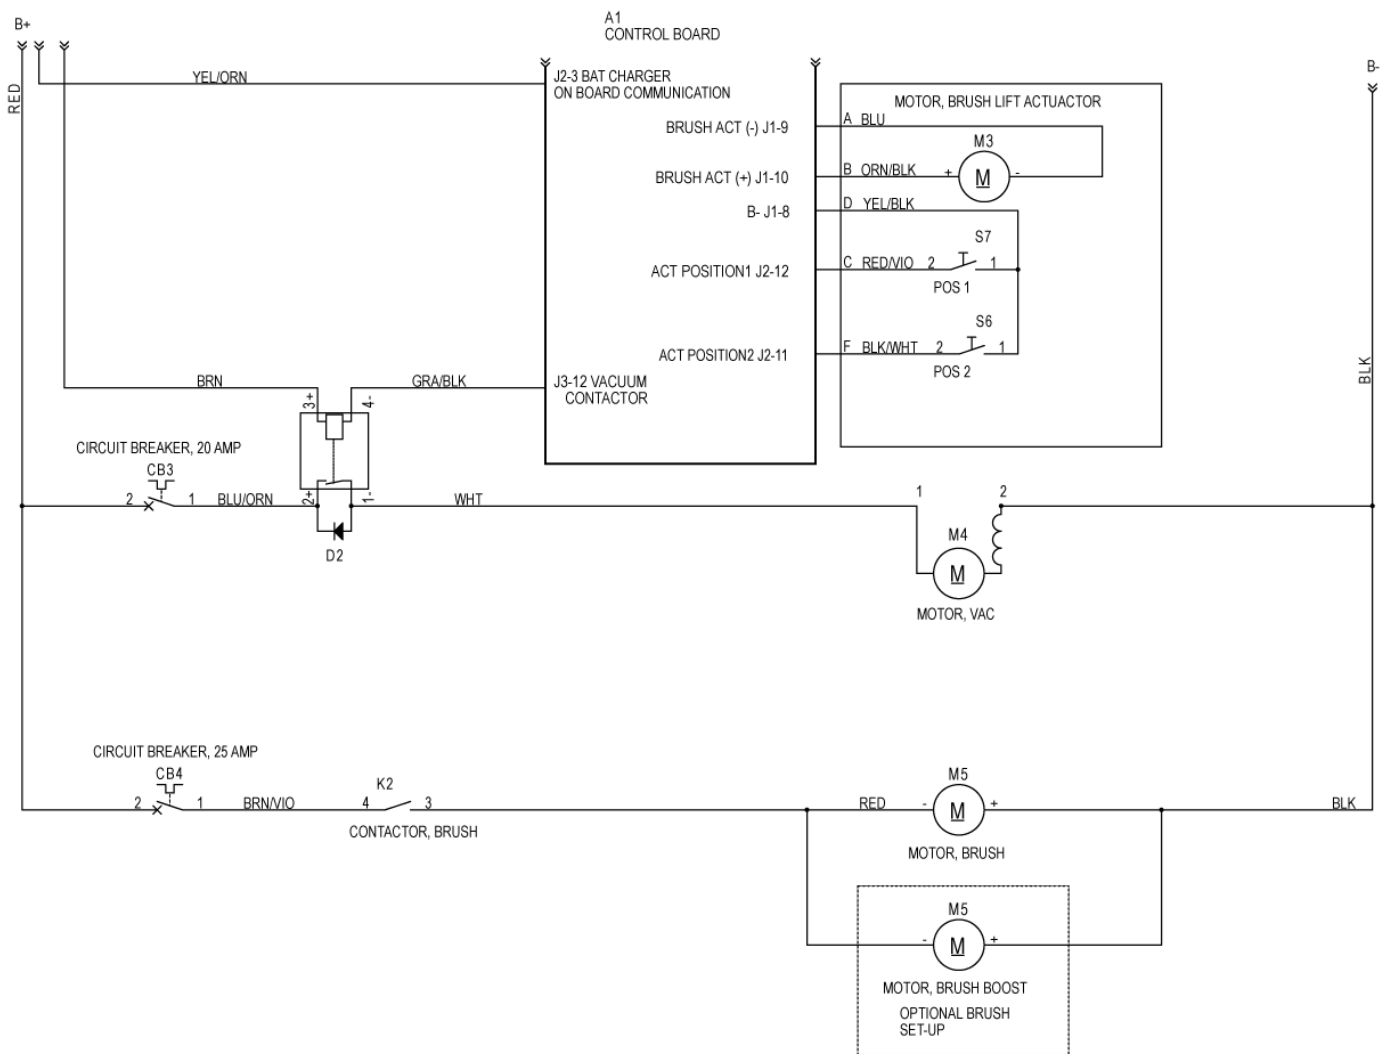 B+
A1
CONTROL BOARD
B-
RED
YEL/ORN
J2-3 BAT CHARGER
ON BOARD COMMUNICATION
MOTOR, BRUSH LIFT ACTUACTOR
BRUSH ACT (-) J1-9
A BLU
M3
BRUSH ACT (+) J1-10
B ORN/BLK
+ M -
B- J1-8
D YEL/BLK
S7
ACT POSITION1 J2-12
C RED/VIO 2 1
POS 1
S6
ACT POSITION2 J2-11
F BLK/WHT 2 1
POS 2
BLK
BRN
GRA/BLK
J3-12 VACUUM
CONTACTOR
3+
4-
CIRCUIT BREAKER, 20 AMP
CB3
2 1 BLU/ORN
2+
1-
WHT
1 2
D2
M4
M
MOTOR, VAC
CIRCUIT BREAKER, 25 AMP
CB4
2 1 BRN/VIO
K2
4 3
CONTACTOR, BRUSH
M5
RED - M + BLK
MOTOR, BRUSH
M5
- M +
MOTOR, BRUSH BOOST
OPTIONAL BRUSH
SET-UP